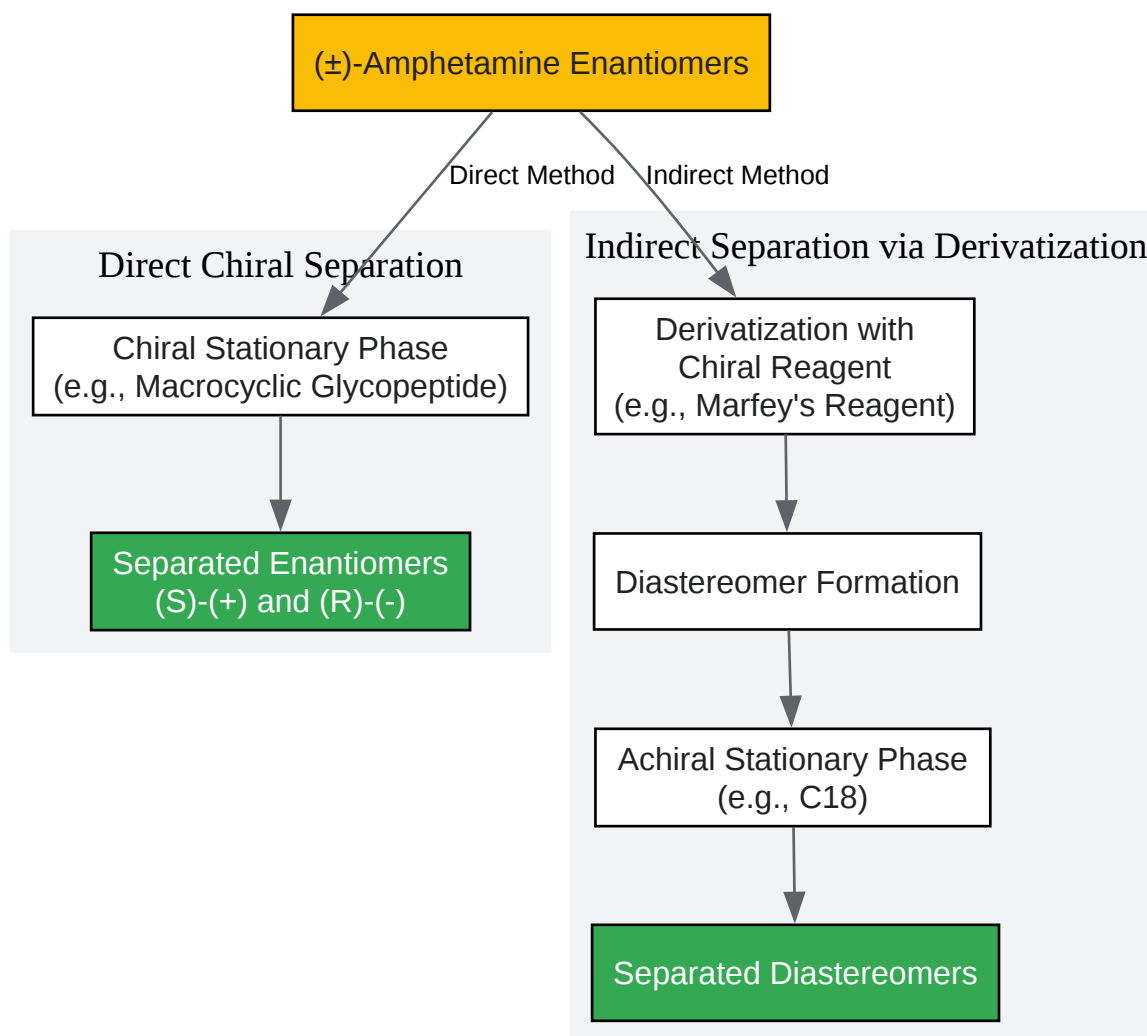 (±)-Amphetamine Enantiomers
Direct Method
Indirect Method
Direct Chiral Separation
Chiral Stationary Phase
(e.g., Macrocyclic Glycopeptide)
Separated Enantiomers
(S)-(+) and (R)-(-)
Indirect Separation via Derivatization
Derivatization with
Chiral Reagent
(e.g., Marfey's Reagent)
Diastereomer Formation
Achiral Stationary Phase
(e.g., C18)
Separated Diastereomers